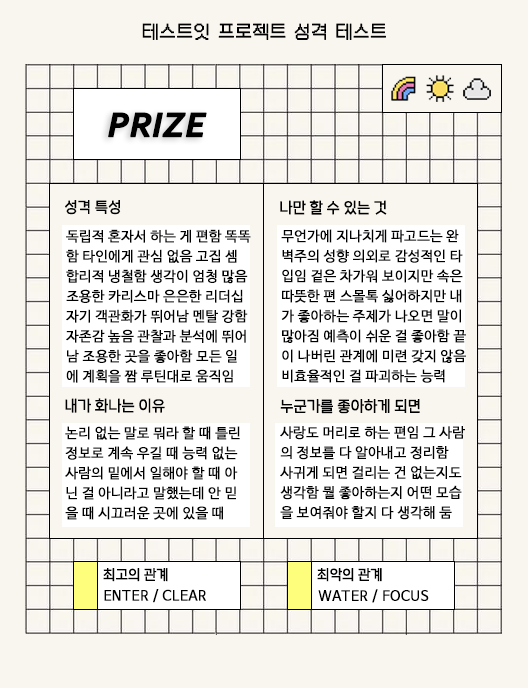 테스트잇 프로젝트 성격 테스트
PRIZE
성격 특성
독립적 혼자서 하는 게 편함 똑똑
함 타인에게 관심 없음 고집 셈
합리적 냉철함 생각이 엄청 많음
조용한 카리스마 은은한 리더십
자기 객관화가 뛰어남 멘탈 강함
자존감 높음 관찰과 분석에 뛰어
남 조용한 곳을 좋아함 모든 일
에 계획을 짬 루틴대로 움직임
나만 할 수 있는 것
무언가에 지나치게 파고드는 완
벽주의 성향 의외로 감성적인 타
입임 겉은 차가워 보이지만 속은
따뜻한 편 스몰톡 싫어하지만 내
가 좋아하는 주제가 나오면 말이
많아짐 예측이 쉬운 걸 좋아함 끝
이 나버린 관계에 미련 갖지 않음
비효율적인 걸 파괴하는 능력
내가 화나는 이유
논리 없는 말로 뭐라 할 때 틀린
정보로 계속 우길 때 능력 없는
사람의 밑에서 일해야 할 때 아
닌 걸 아니라고 말했는데 안 믿
을 때 시끄러운 곳에 있을 때
누군가를 좋아하게 되면
사랑도 머리로 하는 편임 그 사람
의 정보를 다 알아내고 정리함
사귀게 되면 걸리는 건 없는지도
생각함 뭘 좋아하는지 어떤 모습
을 보여줘야 할지 다 생각해 둠
최고의 관계
ENTER / CLEAR
최악의 관계
WATER / FOCUS